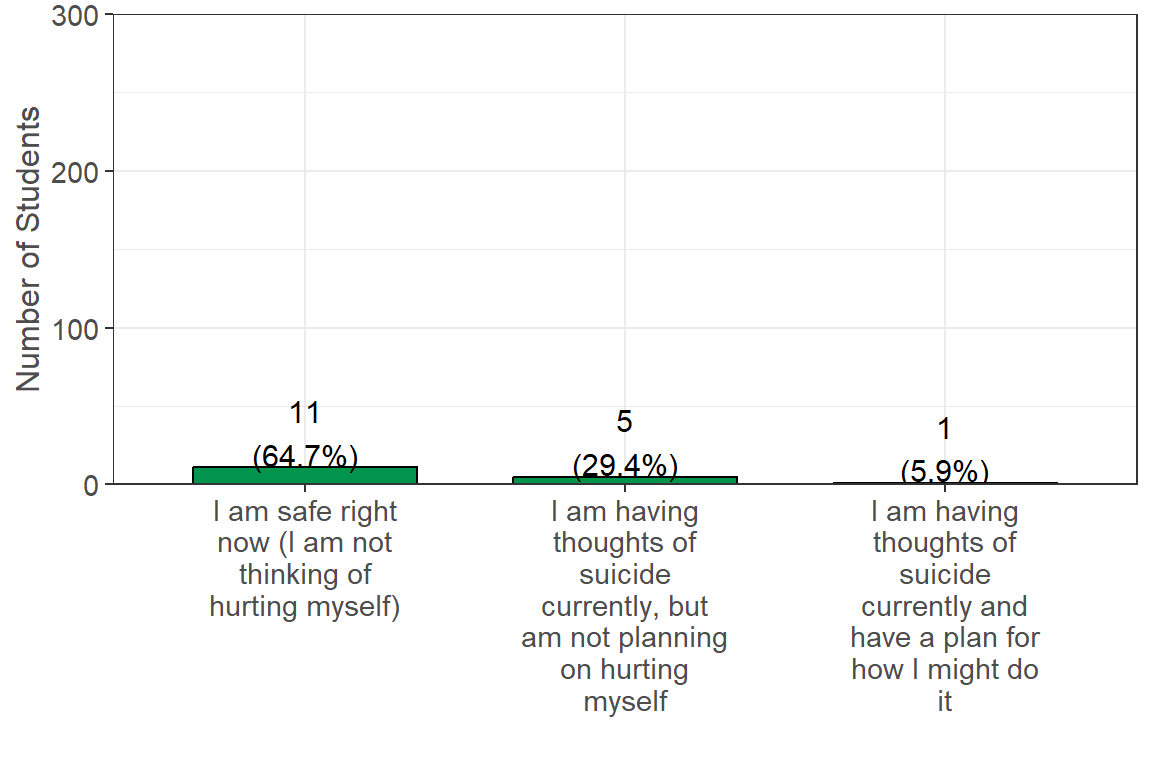 300
200
100
0
Number of Students
11
(64.7%)
5
(29.4%)
1
(5.9%)
I am safe right
now (I am not
thinking of
hurting myself)
I am having
thoughts of
suicide
currently, but
am not planning
on hurting
myself
I am having
thoughts of
suicide
currently and
have a plan for
how I might do
it